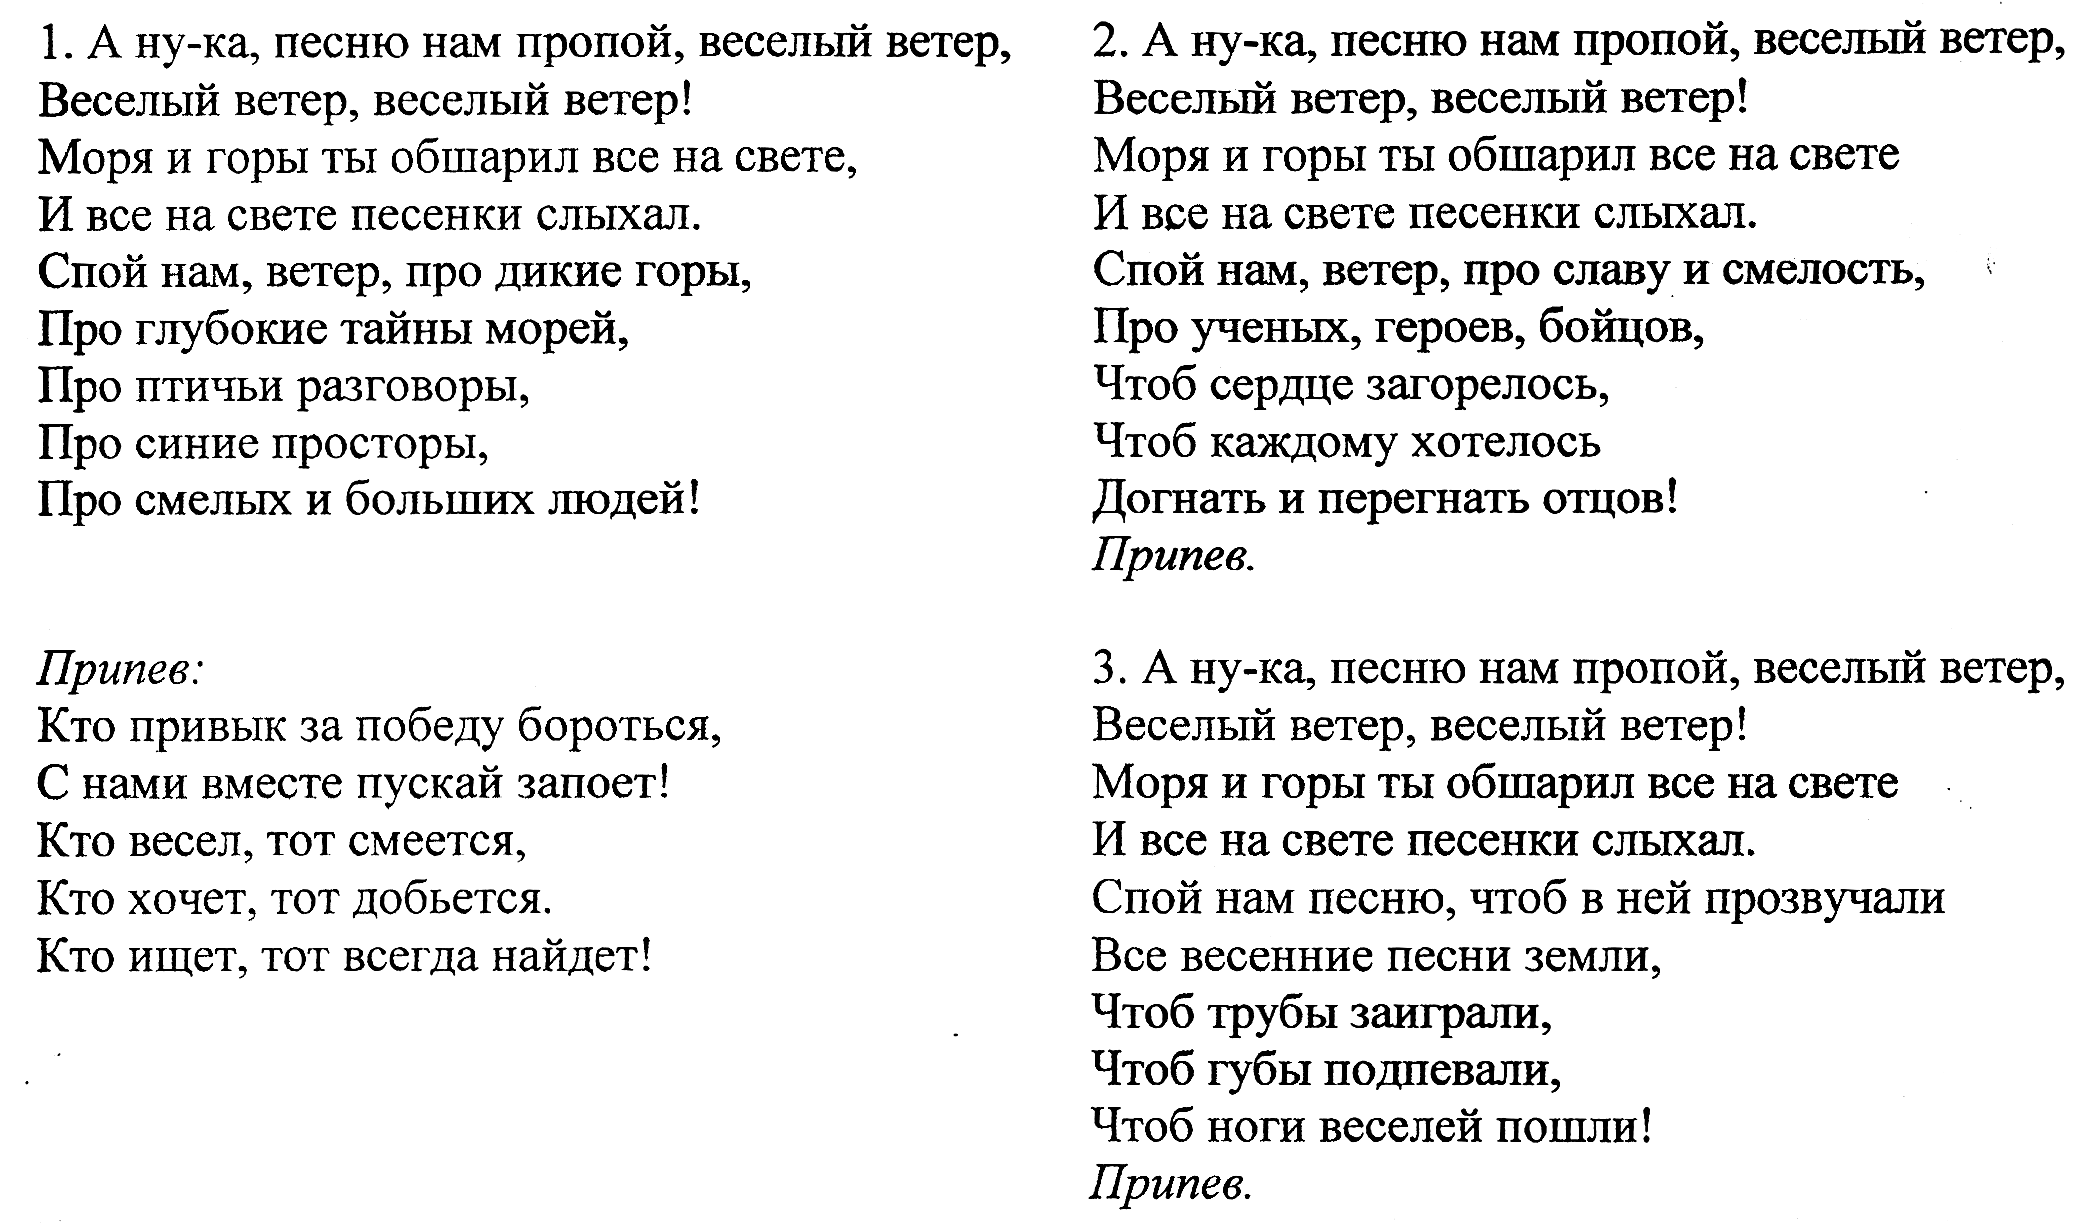 1. А ну-ка, песню нам пропой, веселый ветер,
Веселый ветер, веселый ветер!
Моря и горы ты обшарил все на свете,
И все на свете песенки слыхал.
Спой нам, ветер, про дикие горы,
Про глубокие тайны морей,
Про птичьи разговоры,
Про синие просторы,
Про смелых и больших людей!
Припев:
Кто привык за победу бороться,
С нами вместе пускай запоет!
Кто весел, тот смеется,
Кто хочет, тот добьется.
Кто ищет, тот всегда найдет!
2. А ну-ка, песню нам пропой, веселый ветер,
Веселый ветер, веселый ветер!
Моря и горы ты обшарил все на свете
И все на свете песенки слыхал.
Спой нам, ветер, про славу и смелость,
Про ученых, героев, бойцов,
Чтоб сердце загорелось,
Чтоб каждому хотелось
Догнать и перегнать отцов!
Припев.
3. А ну-ка, песню нам пропой, веселый ветер,
Веселый ветер, веселый ветер!
Моря и горы ты обшарил все на свете
И все на свете песенки слыхал.
Спой нам песню, чтоб в ней прозвучали
Все весенние песни земли,
Чтоб трубы заиграли,
Чтоб губы подпевали,
Чтоб ноги веселей пошли!
Припев.